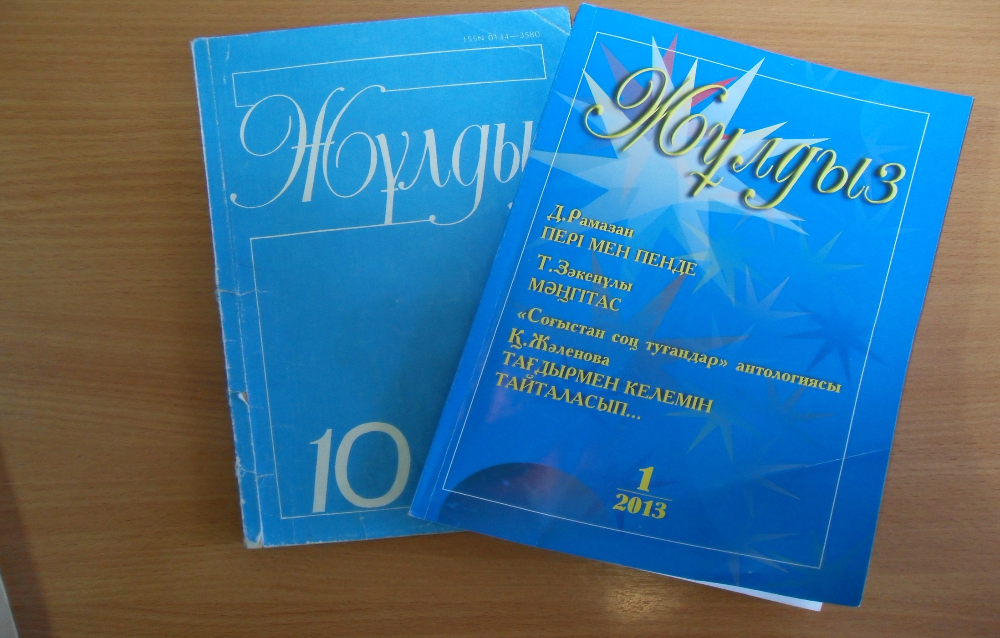 ISSN 0134—3580
Жұлды
10
Жұлдыз
Д.Рамазан
ПЕРІ МЕН ПЕНДЕ
Т.Зәкенұлы
МӘҢГІТАС
«Соғыстан соң туғандар» антологиясы
Қ.Жәленова
ТАҒДЫРМЕН КЕЛЕМІН
ТАЙТАЛАСЫП...
1
2013